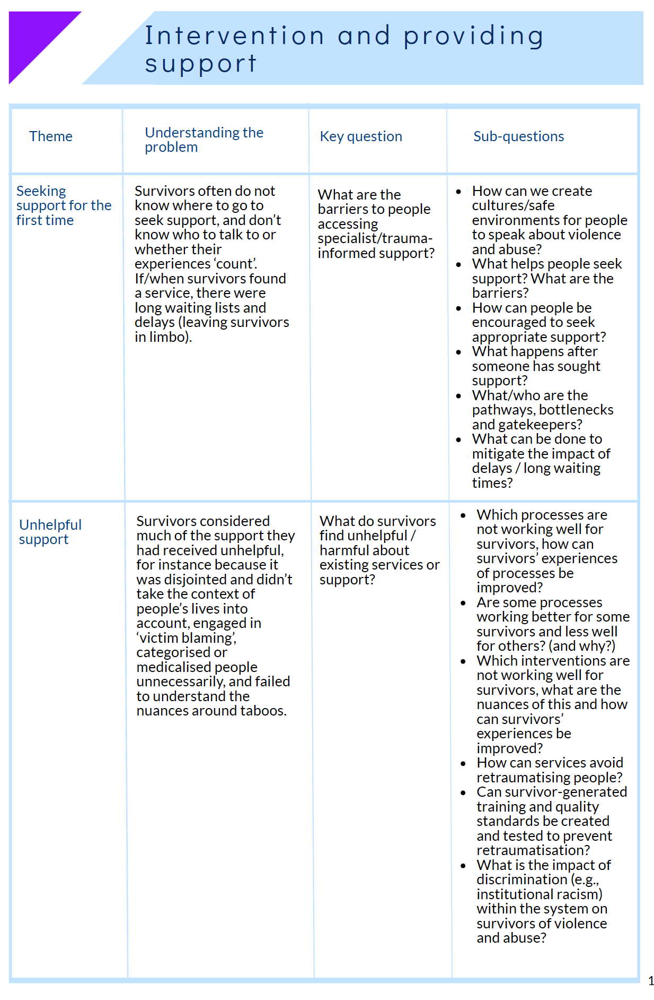 Intervention and providing
support
Theme
Understanding the
problem
Key question
Sub-questions
Seeking
support for the
first time
Survivors often do not
know where to go to
seek support, and don’t
know who to talk to or
whether their
experiences ‘count’.
If/when survivors found
a service, there were
long waiting lists and
delays (leaving survivors
in limbo).
What are the
barriers to people
accessing
specialist/trauma-
informed support?
• How can we create
cultures/safe
environments for people
to speak about violence
and abuse?
• What helps people seek
support? What are the
barriers?
• How can people be
encouraged to seek
appropriate support?
• What happens after
someone has sought
support?
• What/who are the
pathways, bottlenecks
and gatekeepers?
• What can be done to
mitigate the impact of
delays / long waiting
times?
Unhelpful
support
Survivors considered
much of the support they
had received unhelpful,
for instance because it
was disjointed and didn’t
take the context of
people’s lives into
account, engaged in
‘victim blaming’,
categorised or
medicalised people
unnecessarily, and failed
to understand the
nuances around taboos.
What do survivors
find unhelpful /
harmful about
existing services or
support?
• Which processes are
not working well for
survivors, how can
survivors’ experiences
of processes be
improved?
• Are some processes
working better for some
survivors and less well
for others? (and why?)
• Which interventions are
not working well for
survivors, what are the
nuances of this and how
can survivors’
experiences be
improved?
• How can services avoid
retraumatising people?
• Can survivor-generated
training and quality
standards be created
and tested to prevent
retraumatisation?
• What is the impact of
discrimination (e.g.,
institutional racism)
within the system on
survivors of violence
and abuse?
1